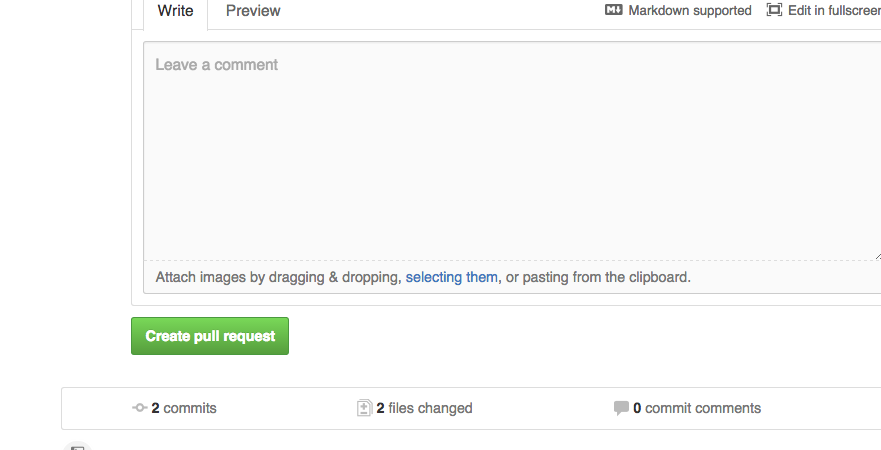 Write Preview Markdown supported Edit in fullscreen
Leave a comment
Attach images by dragging & dropping, selecting them, or pasting from the clipboard.
Create pull request
2 commits 2 files changed 0 commit comments